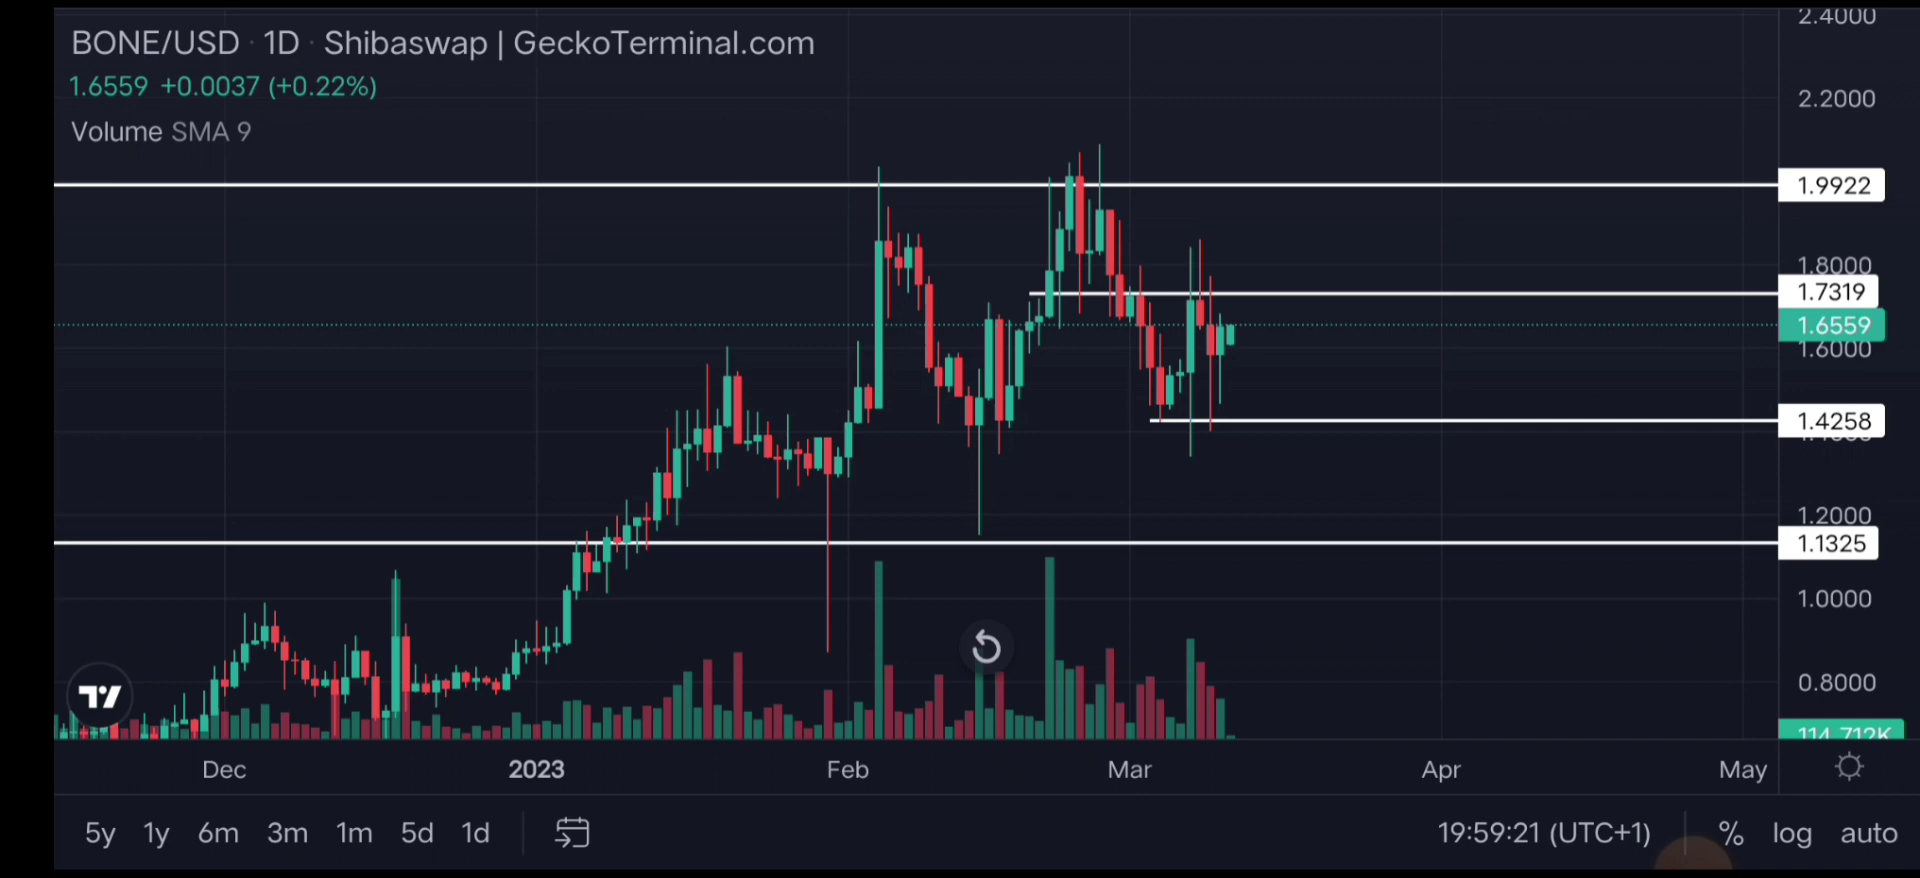 BONE/USD · 1D · Shibaswap | GeckoTerminal.com
1.6559 +0.0037 (+0.22%)
Volume SMA 9
2.4000
2.2000
1.9922
1.8000
1.7319
1.6559
1.6000
1.4258
1.2000
1.1325
1.0000
0.8000
114.712K
Dec 2023 Feb Mar Apr May
5y 1y 6m 3m 1m 5d 1d 19:59:21 (UTC+1) % log auto